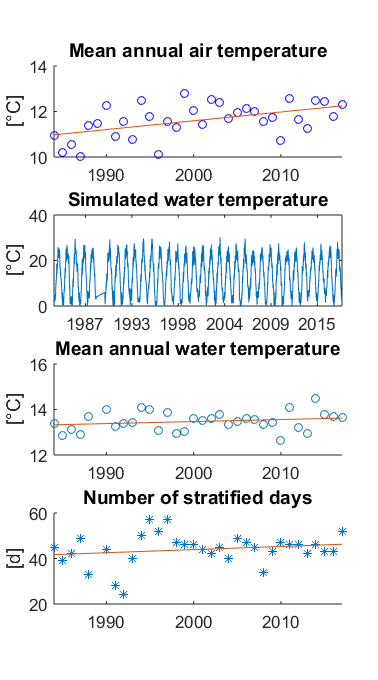 Mean annual air temperature
14
12
10
[°C]
1990 2000 2010
Simulated water temperature
40
20
0
[°C]
1987 1993 1998 2004 2009 2015
Mean annual water temperature
16
14
12
[°C]
1990 2000 2010
Number of stratified days
60
40
20
[d]
1990 2000 2010